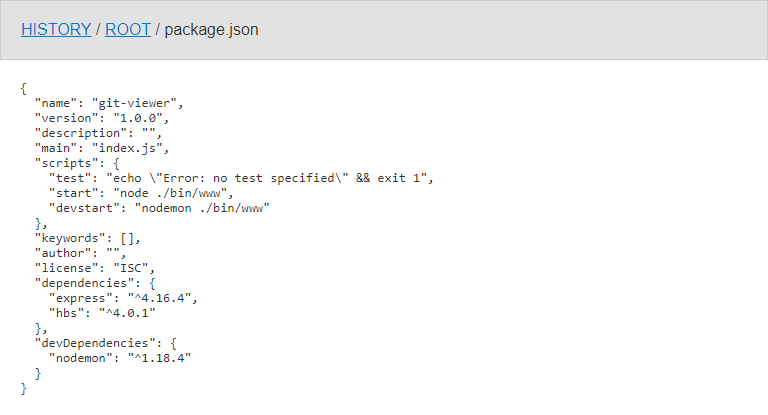 HISTORY / ROOT / package.json
{
  "name": "git-viewer",
  "version": "1.0.0",
  "description": "",
  "main": "index.js",
  "scripts": {
    "test": "echo \"Error: no test specified\" && exit 1",
    "start": "node ./bin/www",
    "devstart": "nodemon ./bin/www"
  },
  "keywords": [],
  "author": "",
  "license": "ISC",
  "dependencies": {
    "express": "^4.16.4",
    "hbs": "^4.0.1"
  },
  "devDependencies": {
    "nodemon": "^1.18.4"
  }
}